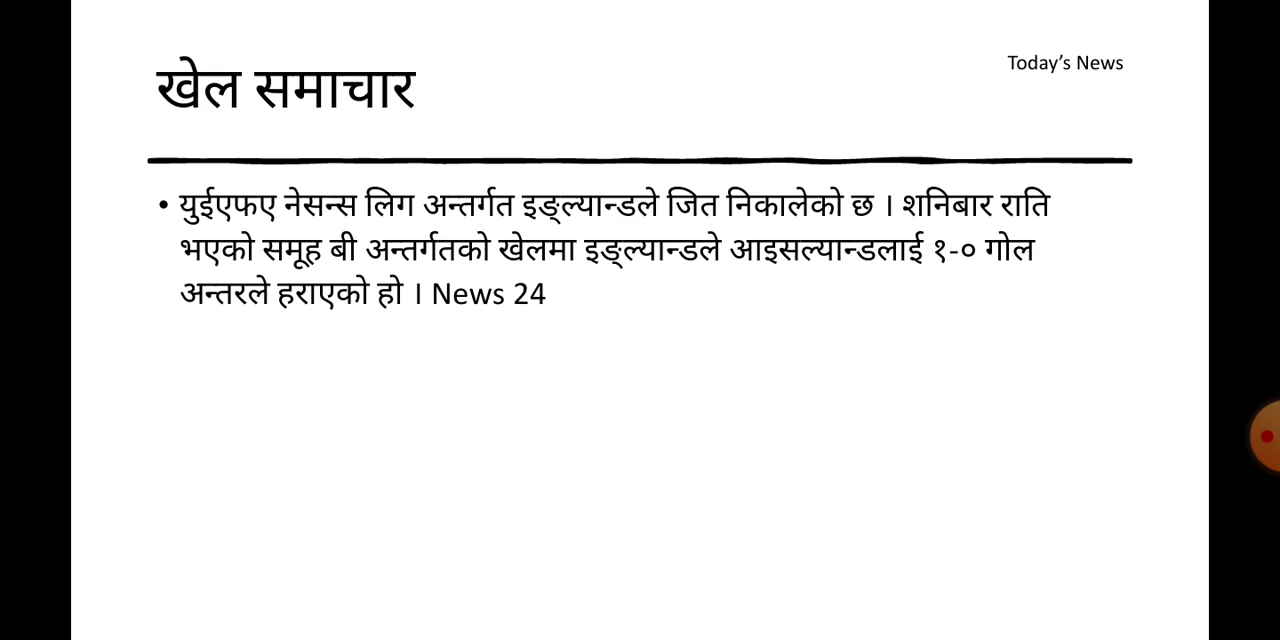 Today's News
खेल समाचार
• युईएफए नेसन्स लिग अन्तर्गत इङ्ल्यान्डले जित निकालेको छ । शनिबार राति
भएको समूह बी अन्तर्गतको खेलमा इङ्ल्यान्डले आइसल्यान्डलाई १-० गोल
अन्तरले हराएको हो । News 24